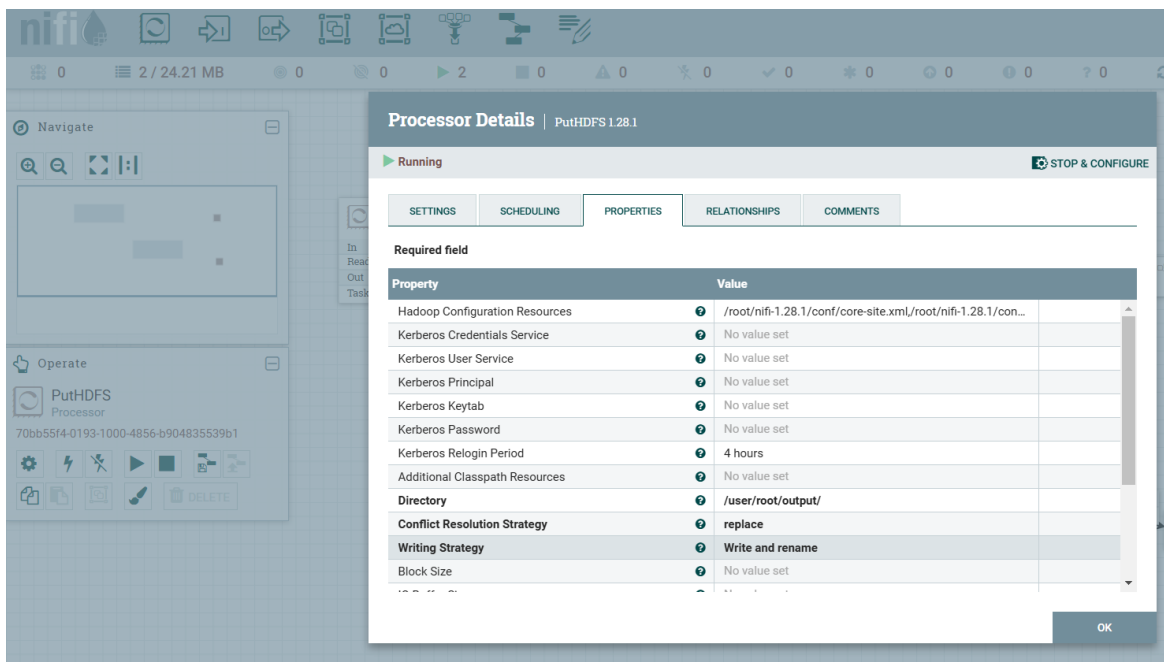 nifi
0 2 / 24.21 MB 0 0 2 0 0 0 0 0 0 0 0
Navigate
Operate
PutHDFS
Processor
70bb55f4-0193-1000-4856-b904835539b1
DELETE
In
Read
Out
Task
Processor Details | PutHDFS 1.28.1
Running
STOP & CONFIGURE
SETTINGS SCHEDULING PROPERTIES RELATIONSHIPS COMMENTS
Required field
Property Value
Hadoop Configuration Resources /root/nifi-1.28.1/conf/core-site.xml,/root/nifi-1.28.1/con...
Kerberos Credentials Service No value set
Kerberos User Service No value set
Kerberos Principal No value set
Kerberos Keytab No value set
Kerberos Password No value set
Kerberos Relogin Period 4 hours
Additional Classpath Resources No value set
Directory /user/root/output/
Conflict Resolution Strategy replace
Writing Strategy Write and rename
Block Size No value set
OK